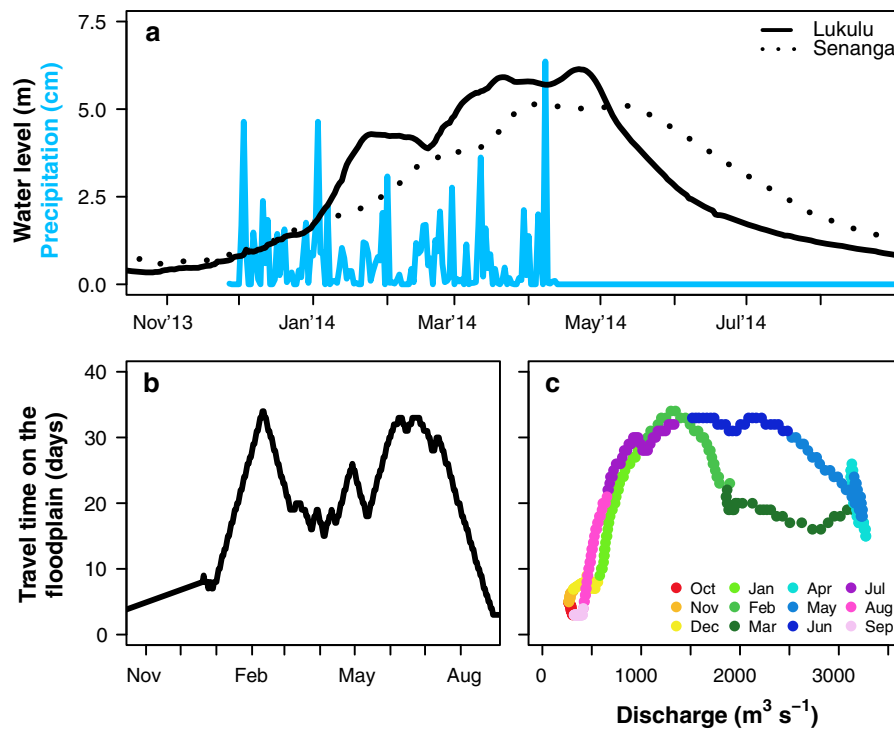 a
Lukulu
Senanga
Water level (m)
Precipitation (cm)
7.5
5.0
2.5
0.0
Nov'13
Jan'14
Mar'14
May'14
Jul'14
b
Travel time on the
floodplain (days)
40
30
20
10
0
Nov
Feb
May
Aug
c
Oct Jan Apr Jul
Nov Feb May Aug
Dec Mar Jun Sep
0
1000
2000
3000
Discharge (m³ s⁻¹)